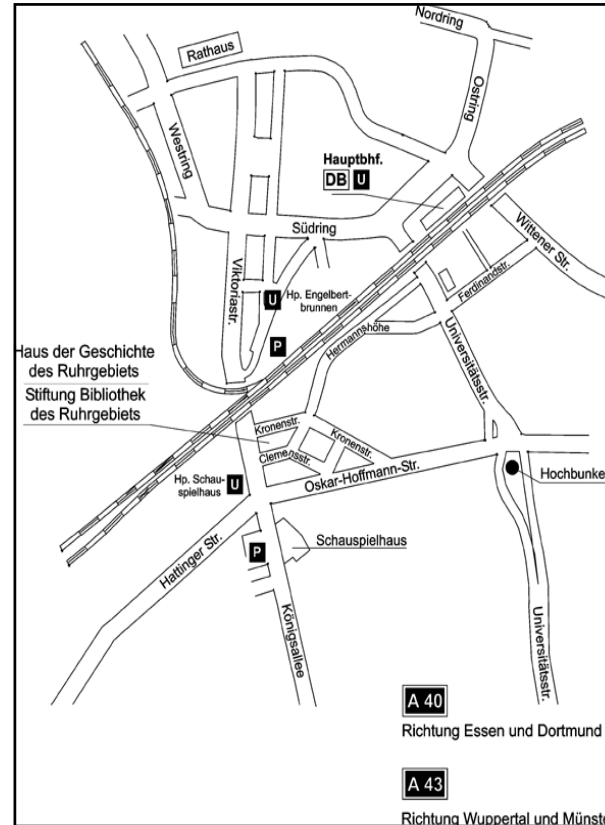 Nordring
Rathaus
Ostring
Westring
Hauptbhf.
DB U
Südring
Wittener Str.
Viktoriastr.
U Hp. Engelbert-
brunnen
Ferdinandstr.
P
Hermannshöhe
Universitätsstr.
Haus der Geschichte
des Ruhrgebiets
Stiftung Bibliothek
des Ruhrgebiets
Kronenstr.
Kronenstr.
Clemensstr.
Hp. Schau-
spielhaus U
Oskar-Hoffmann-Str.
Hochbunke
Hattinger Str.
P
Schauspielhaus
Königsallee
Universitätsstr.
A 40
Richtung Essen und Dortmund
A 43
Richtung Wuppertal und Münste